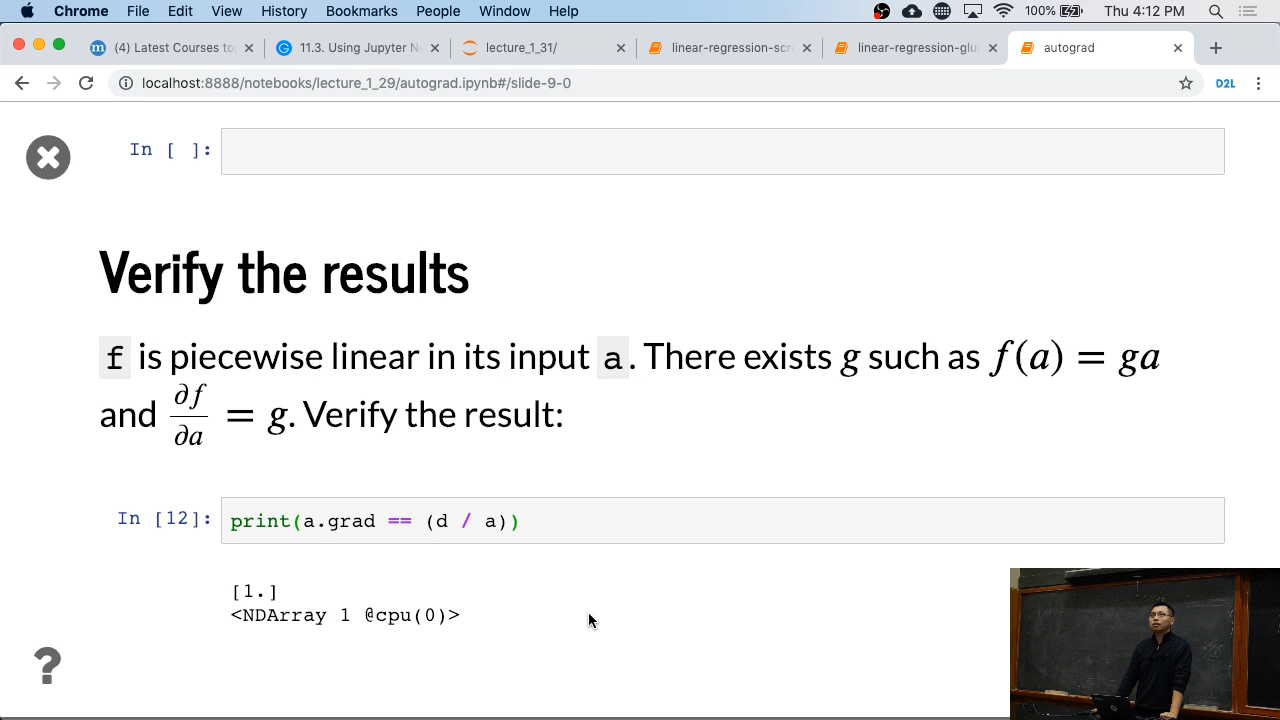 Chrome File Edit View History Bookmarks People Window Help 100% Thu 4:12 PM
(4) Latest Courses to 11.3. Using Jupyter N lecture_1_31/ linear-regression-scr linear-regression-glu autograd
localhost:8888/notebooks/lecture_1_29/autograd.ipynb#/slide-9-0 D2L
In [ ]:
Verify the results
f is piecewise linear in its input a. There exists g such as f(a) = ga
and ∂f/∂a = g. Verify the result:
In [12]: print(a.grad == (d / a))
[1.]
<NDArray 1 @cpu(0)>
?